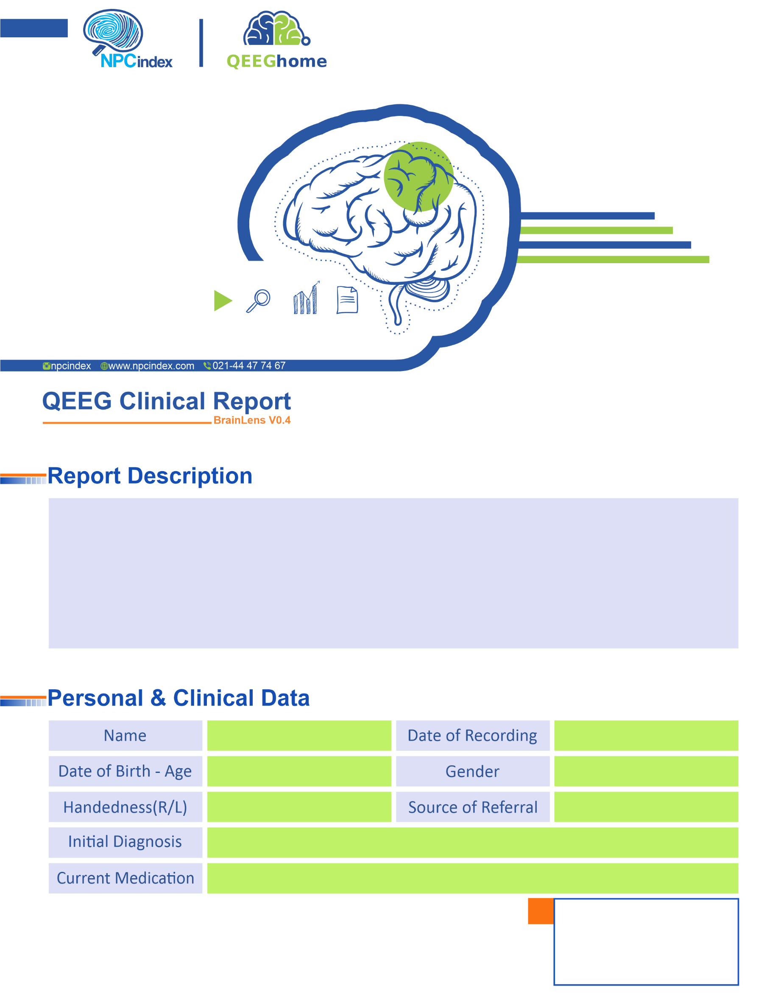 NPCindex
QEEGhome
npcindex www.npcindex.com 021-44 47 74 67
QEEG Clinical Report
BrainLens V0.4
Report Description
Personal & Clinical Data
Name Date of Recording
Date of Birth - Age Gender
Handedness(R/L) Source of Referral
Initial Diagnosis
Current Medication